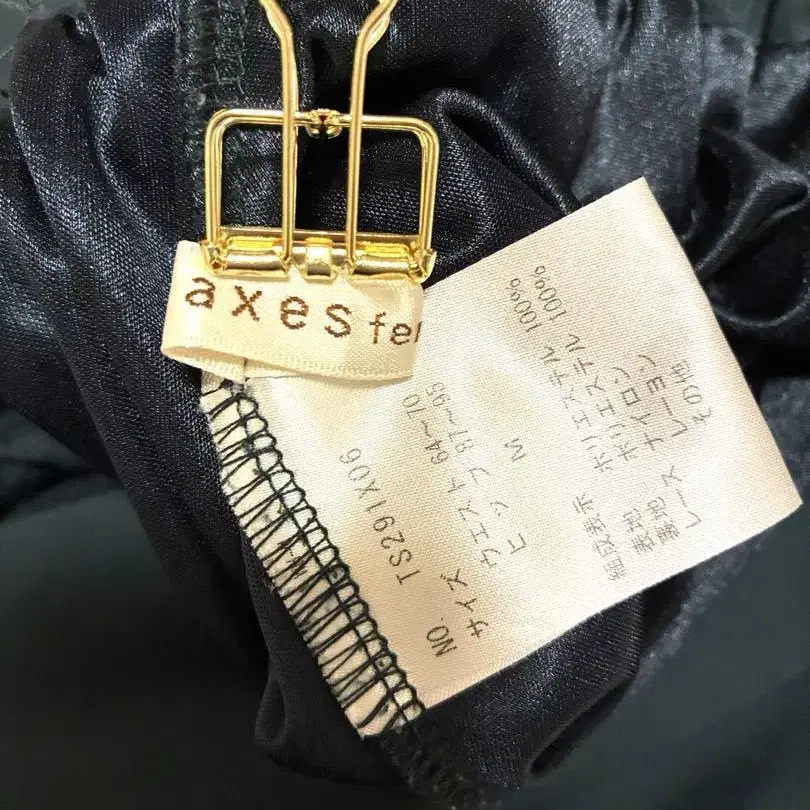 axes fe
NO. TS291X06
サイズ ウエスト 64～70
ヒップ 87～95
M
組成表示
表地 ポリエステル 100%
裏地 ポリエステル 100%
レース ナイロン
レーヨン
その他